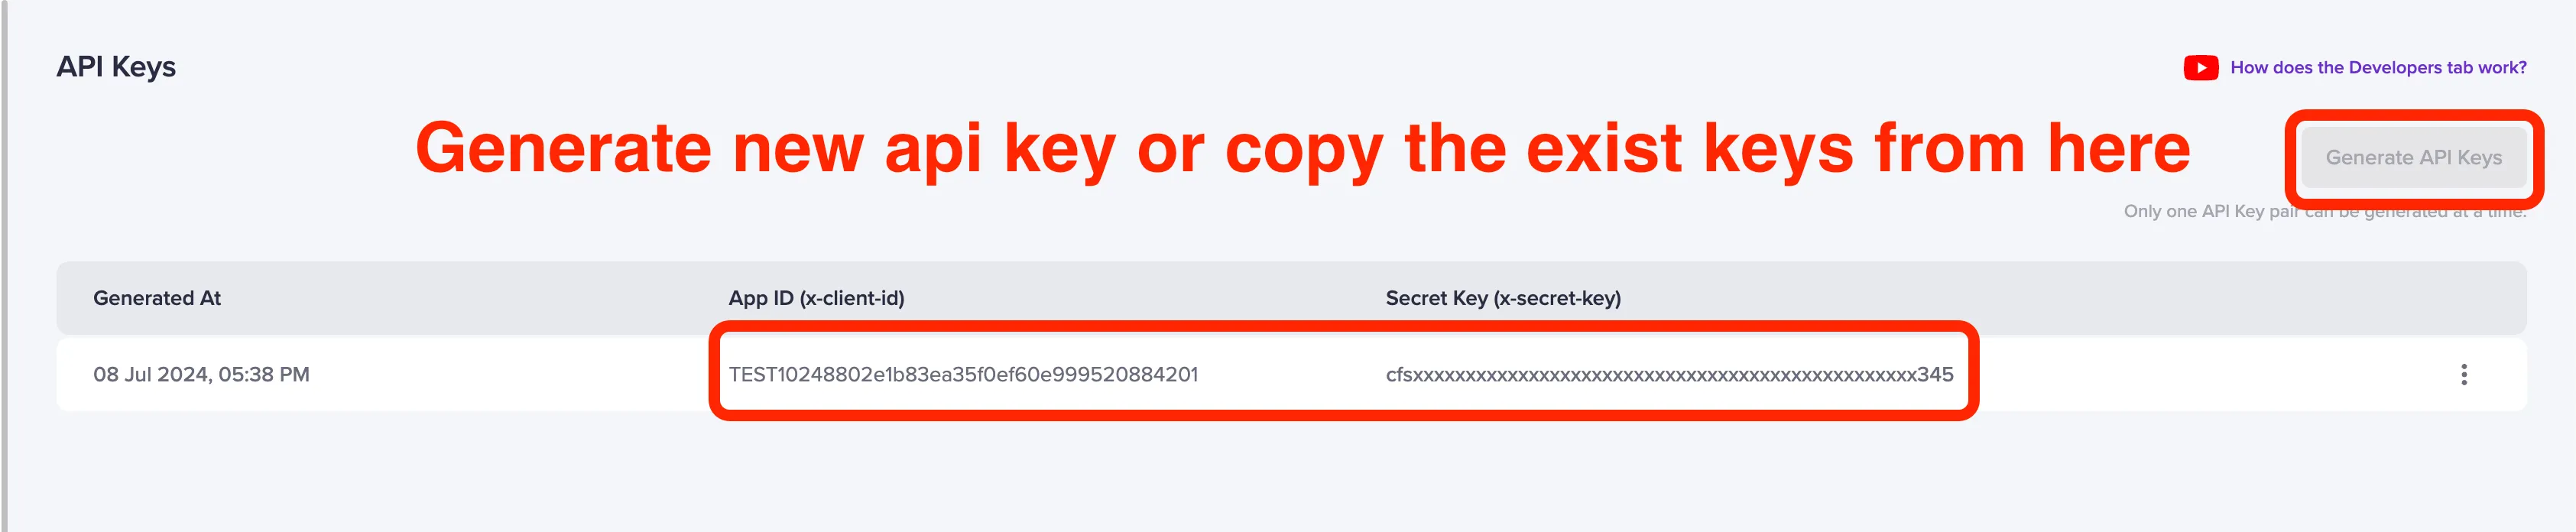 API Keys
How does the Developers tab work?
Generate new api key or copy the exist keys from here
Generate API Keys
Only one API Key pair can be generated at a time.
Generated At App ID (x-client-id) Secret Key (x-secret-key)
08 Jul 2024, 05:38 PM TEST10248802e1b83ea35f0ef60e999520884201 cfsxxxxxxxxxxxxxxxxxxxxxxxxxxxxxxxxxxxxxxxxxxxxxxxx345